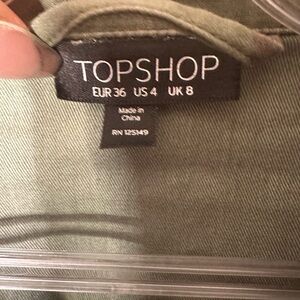 TOPSHOP
EUR 36 US 4 UK 8
Made in
China
RN 125149